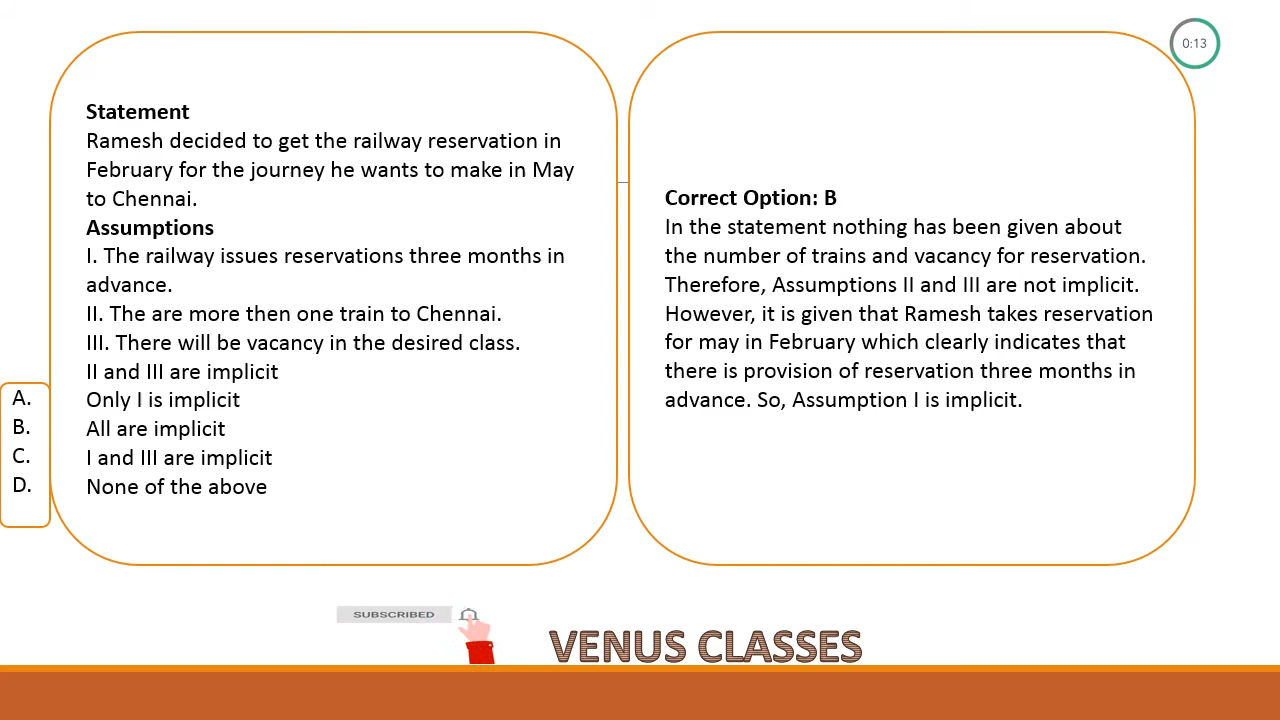 0:13
Statement
Ramesh decided to get the railway reservation in
February for the journey he wants to make in May
to Chennai.
Assumptions
I. The railway issues reservations three months in
advance.
II. The are more then one train to Chennai.
III. There will be vacancy in the desired class.
II and III are implicit
A.
Only I is implicit
B.
All are implicit
C.
I and III are implicit
D.
None of the above
Correct Option: B
In the statement nothing has been given about
the number of trains and vacancy for reservation.
Therefore, Assumptions II and III are not implicit.
However, it is given that Ramesh takes reservation
for may in February which clearly indicates that
there is provision of reservation three months in
advance. So, Assumption I is implicit.
SUBSCRIBED
VENUS CLASSES